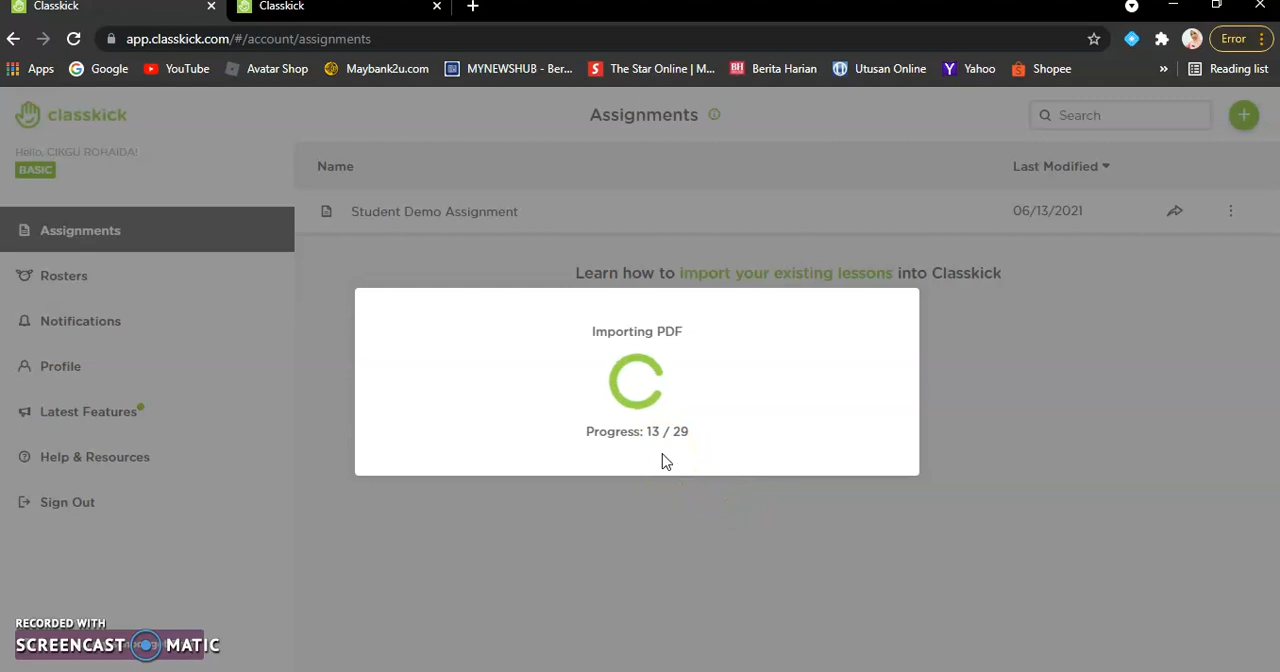 Classkick
Classkick
app.classkick.com/#/account/assignments
Error
Apps
Google
YouTube
Avatar Shop
Maybank2u.com
MYNEWSHUB - Ber...
The Star Online | M...
Berita Harian
Utusan Online
Yahoo
Shopee
»
Reading list
classkick
Assignments
Search
Hello, CIKGU ROHAIDA!
BASIC
Name
Last Modified
Assignments
Student Demo Assignment
06/13/2021
Rosters
Learn how to import your existing lessons into Classkick
Notifications
Importing PDF
Profile
Latest Features
Progress: 13 / 29
Help & Resources
Sign Out
RECORDED WITH
SCREENCAST MATIC